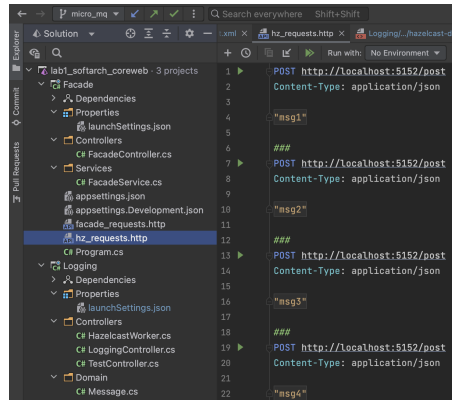 micro_mq
Search everywhere Shift+Shift
Explorer
Commit
Pull Requests
Solution
lab1_softarch_coreweb · 3 projects
Facade
Dependencies
Properties
launchSettings.json
Controllers
C# FacadeController.cs
Services
C# FacadeService.cs
appsettings.json
appsettings.Development.json
facade_requests.http
hz_requests.http
C# Program.cs
Logging
Dependencies
Properties
launchSettings.json
Controllers
C# HazelcastWorker.cs
C# LoggingController.cs
C# TestController.cs
Domain
C# Message.cs
.xml
hz_requests.http
Logging/.../hazelcast-d
Run with: No Environment
1 POST http://localhost:5152/post
2 Content-Type: application/json
3
4 "msg1"
5
6 ###
7 POST http://localhost:5152/post
8 Content-Type: application/json
9
10 "msg2"
11
12 ###
13 POST http://localhost:5152/post
14 Content-Type: application/json
15
16 "msg3"
17
18 ###
19 POST http://localhost:5152/post
20 Content-Type: application/json
21
22 "msg4"